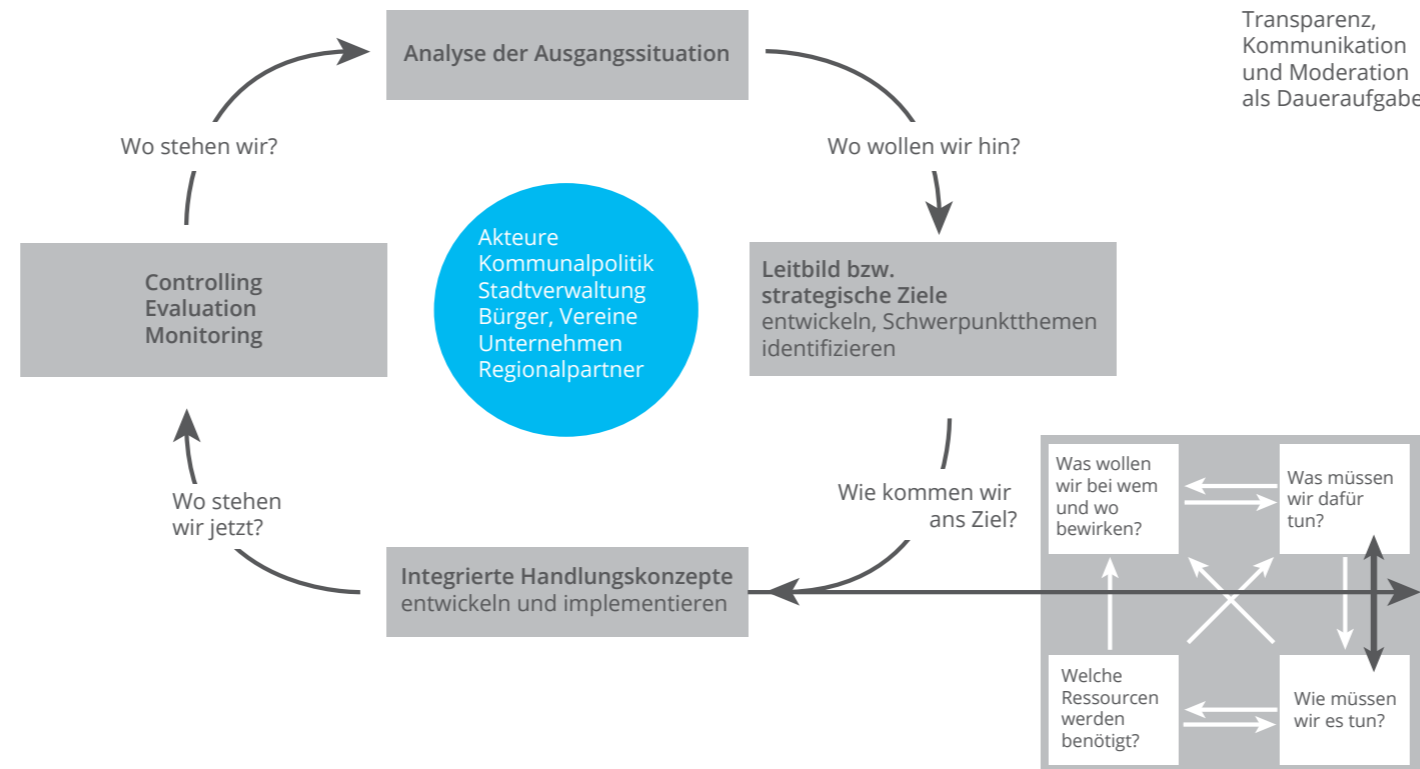 Transparenz,
Kommunikation
und Moderation
als Daueraufgabe
Analyse der Ausgangssituation
Wo stehen wir?
Wo wollen wir hin?
Akteure
Kommunalpolitik
Stadtverwaltung
Bürger, Vereine
Unternehmen
Regionalpartner
Controlling
Evaluation
Monitoring
Leitbild bzw.
strategische Ziele
entwickeln, Schwerpunktthemen
identifizieren
Wo stehen
wir jetzt?
Wie kommen wir
ans Ziel?
Integrierte Handlungskonzepte
entwickeln und implementieren
Was wollen
wir bei wem
und wo
bewirken?
Was müssen
wir dafür
tun?
Welche
Ressourcen
werden
benötigt?
Wie müssen
wir es tun?